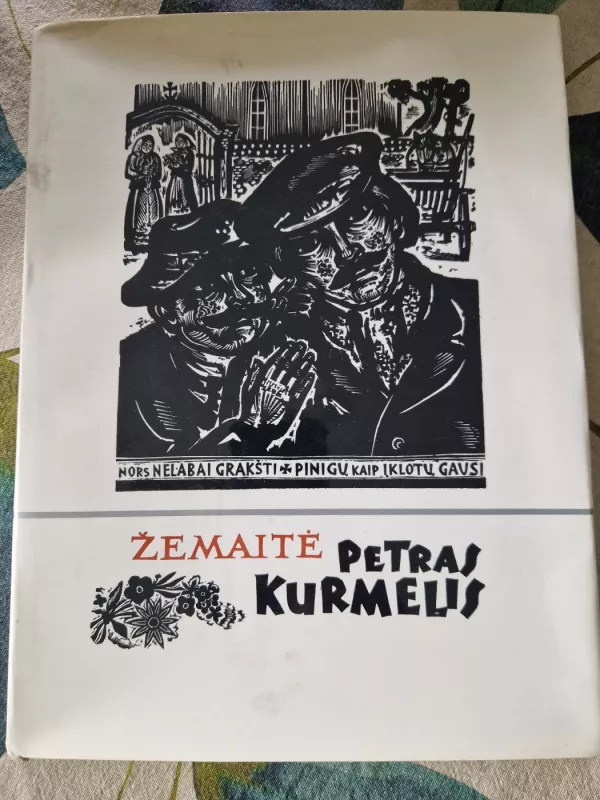 NORS NELABAI GRAKŠTI ✠ PINIGŲ KAIP ĮKLOTŲ GAUSI
ŽEMAITĖ
PETRAS
KURMELIS